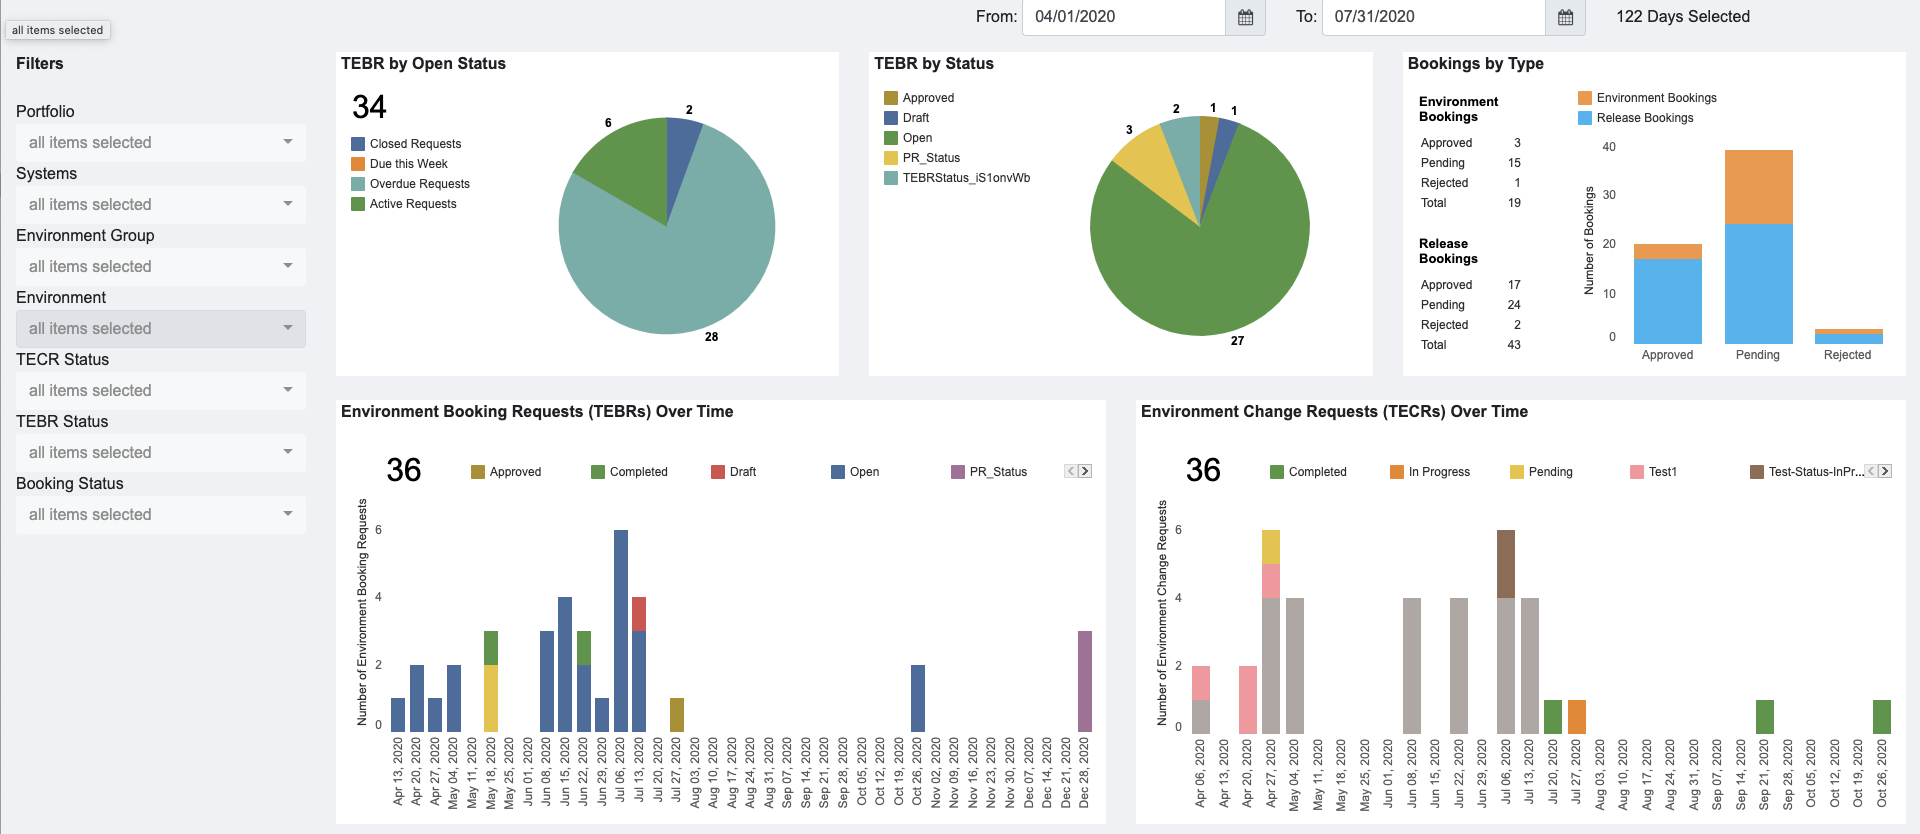 From: 04/01/2020 To: 07/31/2020 122 Days Selected
all items selected
Filters
Portfolio
all items selected
Systems
all items selected
Environment Group
all items selected
Environment
all items selected
TECR Status
all items selected
TEBR Status
all items selected
Booking Status
all items selected
TEBR by Open Status
34
Closed Requests
Due this Week
Overdue Requests
Active Requests
2
6
28
TEBR by Status
Approved
Draft
Open
PR_Status
TEBRStatus_iS1onvWb
1
1
2
3
27
Bookings by Type
Environment
Bookings
Approved 3
Pending 15
Rejected 1
Total 19
Release
Bookings
Approved 17
Pending 24
Rejected 2
Total 43
Environment Bookings
Release Bookings
Number of Bookings
40
30
20
10
0
Approved Pending Rejected
Environment Booking Requests (TEBRs) Over Time
36
Approved Completed Draft Open PR_Status < >
Number of Environment Booking Requests
6
4
2
0
Apr 13, 2020
Apr 20, 2020
Apr 27, 2020
May 04, 2020
May 11, 2020
May 18, 2020
May 25, 2020
Jun 01, 2020
Jun 08, 2020
Jun 15, 2020
Jun 22, 2020
Jun 29, 2020
Jul 06, 2020
Jul 13, 2020
Jul 20, 2020
Jul 27, 2020
Aug 03, 2020
Aug 10, 2020
Aug 17, 2020
Aug 24, 2020
Aug 31, 2020
Sep 07, 2020
Sep 14, 2020
Sep 21, 2020
Sep 28, 2020
Oct 05, 2020
Oct 12, 2020
Oct 19, 2020
Oct 26, 2020
Nov 02, 2020
Nov 09, 2020
Nov 16, 2020
Nov 23, 2020
Nov 30, 2020
Dec 07, 2020
Dec 14, 2020
Dec 21, 2020
Dec 28, 2020
Environment Change Requests (TECRs) Over Time
36
Completed In Progress Pending Test1 Test-Status-InPr... < >
Number of Environment Change Requests
6
4
2
0
Apr 06, 2020
Apr 13, 2020
Apr 20, 2020
Apr 27, 2020
May 04, 2020
May 11, 2020
May 18, 2020
May 25, 2020
Jun 01, 2020
Jun 08, 2020
Jun 15, 2020
Jun 22, 2020
Jun 29, 2020
Jul 06, 2020
Jul 13, 2020
Jul 20, 2020
Jul 27, 2020
Aug 03, 2020
Aug 10, 2020
Aug 17, 2020
Aug 24, 2020
Aug 31, 2020
Sep 07, 2020
Sep 14, 2020
Sep 21, 2020
Sep 28, 2020
Oct 05, 2020
Oct 12, 2020
Oct 19, 2020
Oct 26, 2020